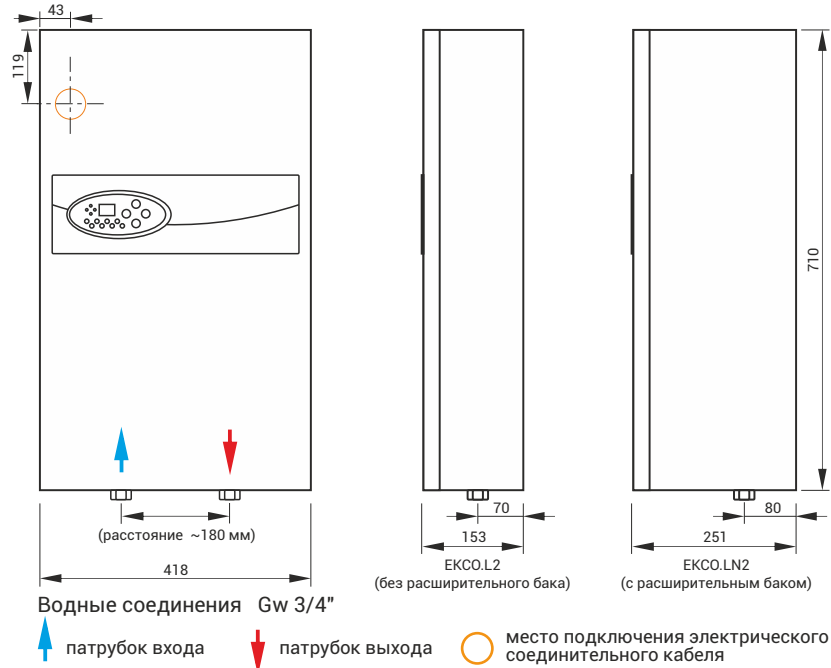 43
119
710
(расстояние ~180 мм)
70
80
418
153
251
EKCO.L2
(без расширительного бака)
EKCO.LN2
(с расширительным баком)
Водные соединения Gw 3/4"
патрубок входа
патрубок выхода
место подключения электрического
соединительного кабеля